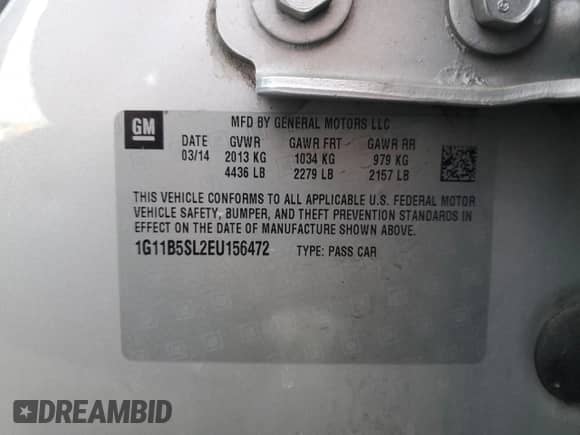 GM
MFD BY GENERAL MOTORS LLC
DATE GVWR GAWR FRT GAWR RR
03/14 2013 KG 1034 KG 979 KG
4436 LB 2279 LB 2157 LB
THIS VEHICLE CONFORMS TO ALL APPLICABLE U.S. FEDERAL MOTOR
VEHICLE SAFETY, BUMPER, AND THEFT PREVENTION STANDARDS IN
EFFECT ON THE DATE OF MANUFACTURE SHOWN ABOVE.
1G11B5SL2EU156472 TYPE: PASS CAR
DREAMBID